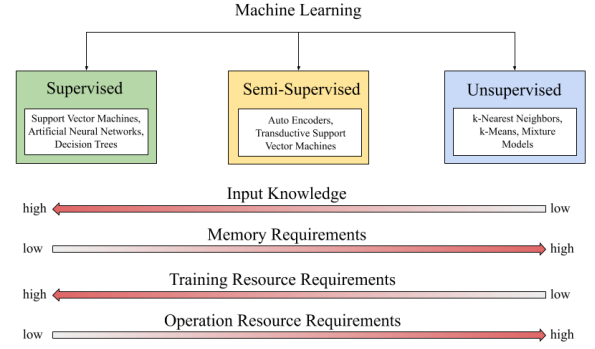 Machine Learning
Supervised
Support Vector Machines,
Artificial Neural Networks,
Decision Trees
Semi-Supervised
Auto Encoders,
Transductive Support
Vector Machines
Unsupervised
k-Nearest Neighbors,
k-Means, Mixture
Models
Input Knowledge
high low
Memory Requirements
low high
Training Resource Requirements
high low
Operation Resource Requirements
low high